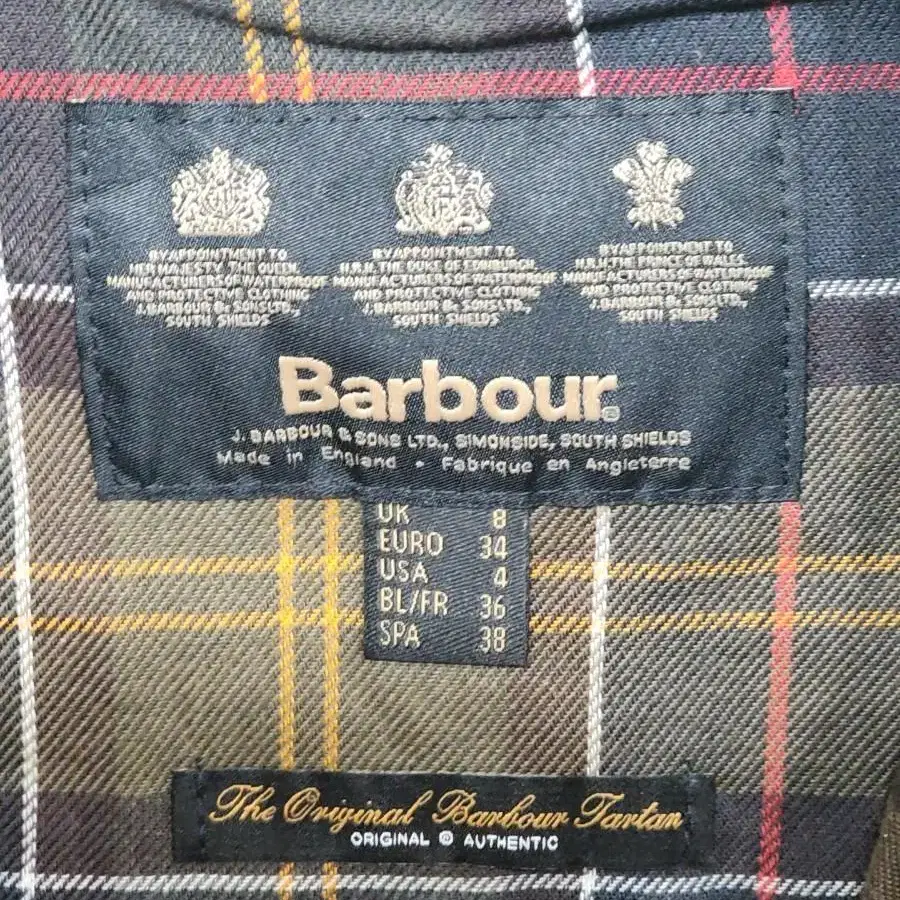 BY APPOINTMENT TO
HER MAJESTY THE QUEEN
MANUFACTURERS OF WATERPROOF
AND PROTECTIVE CLOTHING
J.BARBOUR & SONS LTD,
SOUTH SHIELDS
BY APPOINTMENT TO
H.R.H. THE DUKE OF EDINBURGH
MANUFACTURERS OF WATERPROOF
AND PROTECTIVE CLOTHING
J.BARBOUR & SONS LTD,
SOUTH SHIELDS
BY APPOINTMENT TO
H.R.H. THE PRINCE OF WALES
MANUFACTURERS OF WATERPROOF
AND PROTECTIVE CLOTHING
J.BARBOUR & SONS LTD,
SOUTH SHIELDS
Barbour®
J. BARBOUR & SONS LTD., SIMONSIDE, SOUTH SHIELDS
Made in England • Fabrique en Angleterre
UK 8
EURO 34
USA 4
BL/FR 36
SPA 38
The Original Barbour Tartan
ORIGINAL @ AUTHENTIC